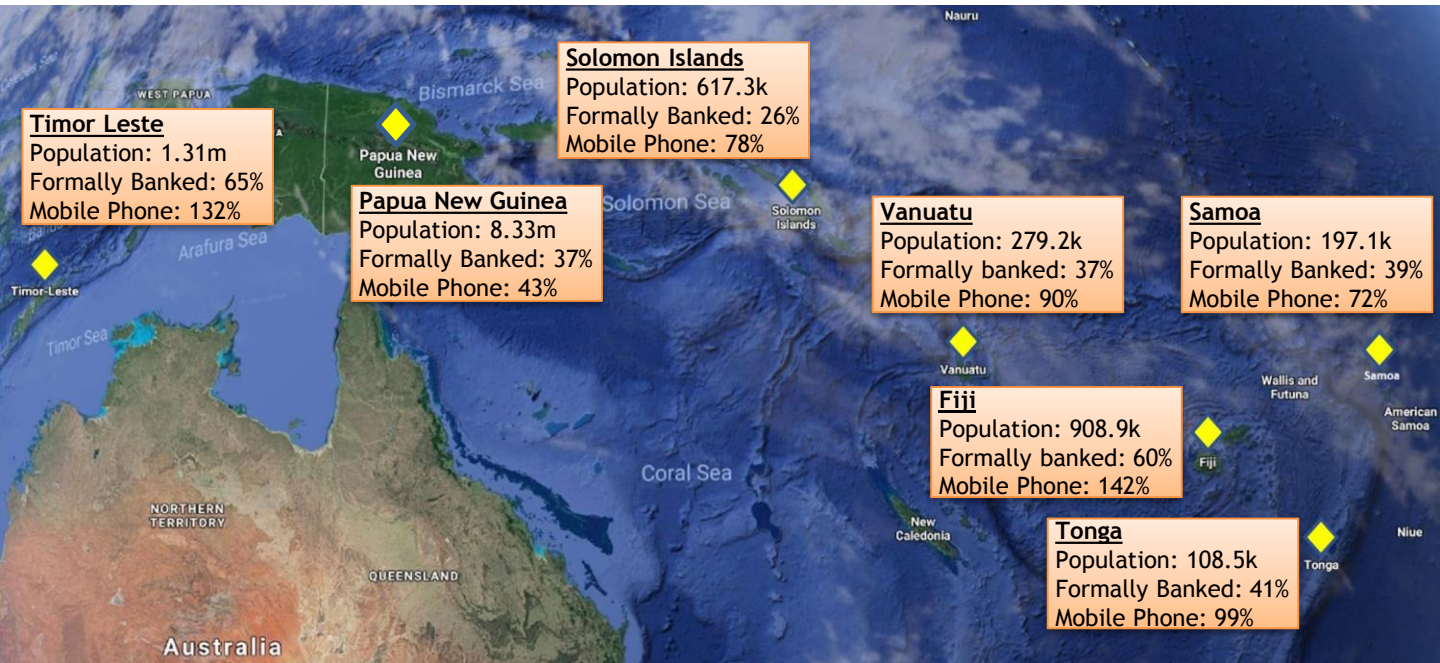 Nauru
Solomon Islands
Population: 617.3k
Formally Banked: 26%
Mobile Phone: 78%
Bismarck Sea
WEST PAPUA
Timor Leste
Population: 1.31m
Formally Banked: 65%
Mobile Phone: 132%
A
Papua New
Guinea
Papua New Guinea
Population: 8.33m
Formally Banked: 37%
Mobile Phone: 43%
Solomon Sea
Solomon
Islands
Vanuatu
Population: 279.2k
Formally banked: 37%
Mobile Phone: 90%
Samoa
Population: 197.1k
Formally Banked: 39%
Mobile Phone: 72%
Arafura Sea
Timor-Leste
Timor Sea
Vanuatu
Samoa
Wallis and
Futuna
American
Samoa
Fiji
Population: 908.9k
Formally banked: 60%
Mobile Phone: 142%
Fiji
Coral Sea
NORTHERN
TERRITORY
New
Caledonia
Tonga
Population: 108.5k
Formally Banked: 41%
Mobile Phone: 99%
Niue
Tonga
QUEENSLAND
Australia